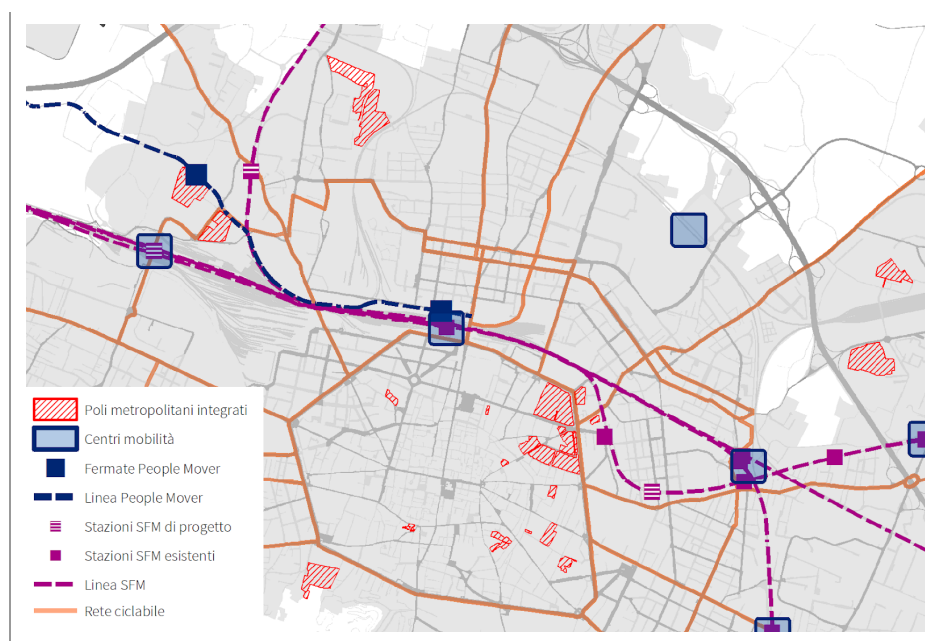 Poli metropolitani integrati
Centri mobilità
Fermate People Mover
Linea People Mover
Stazioni SFM di progetto
Stazioni SFM esistenti
Linea SFM
Rete ciclabile